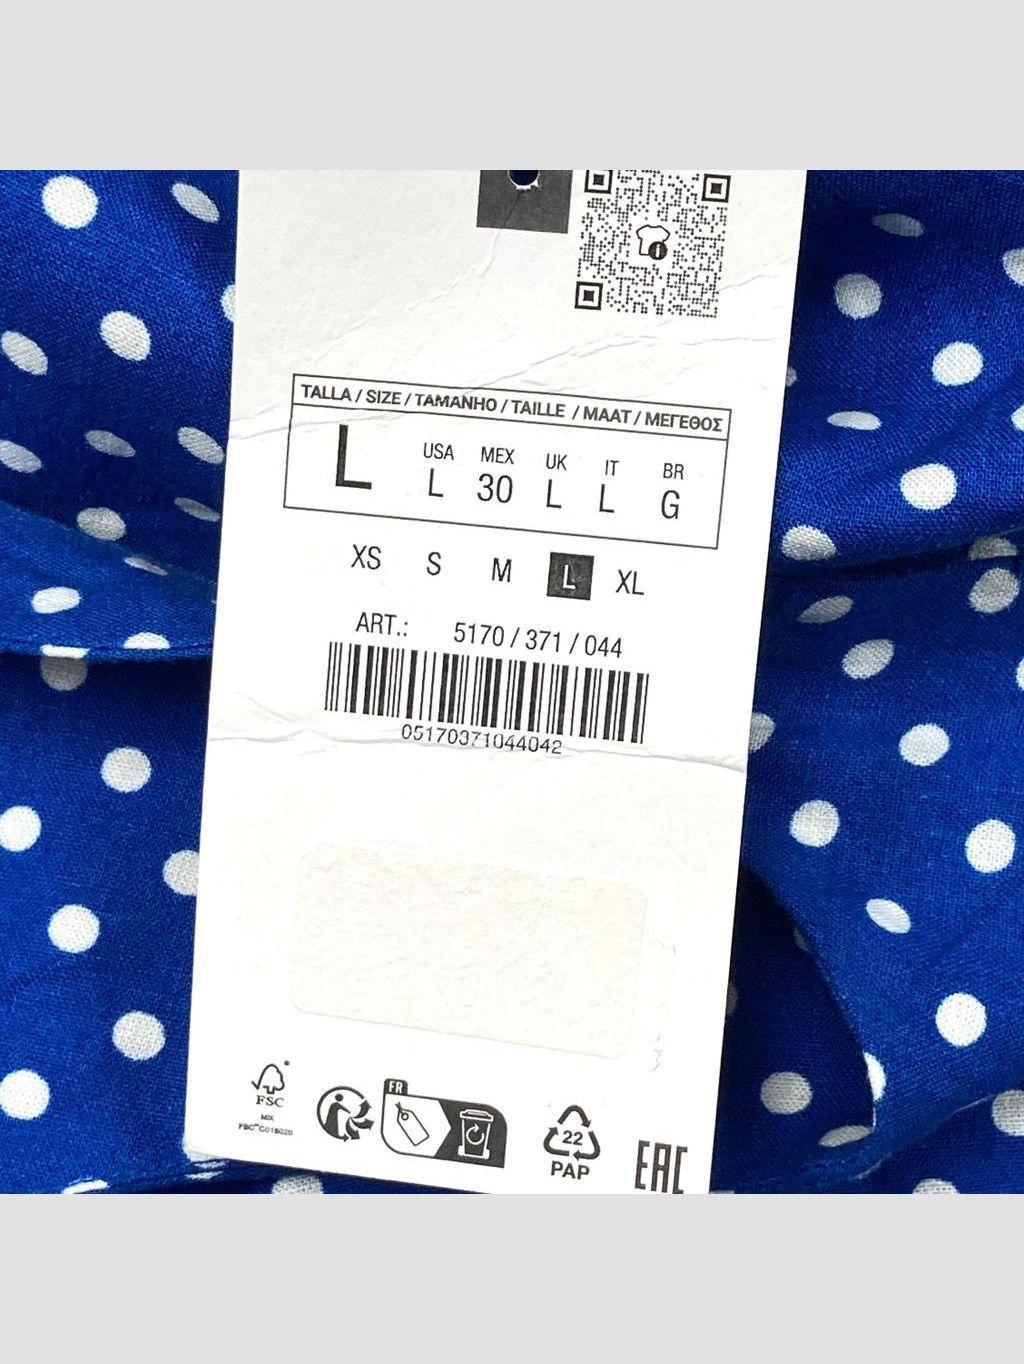 TALLA / SIZE / TAMANHO / TAILLE / MAAT / ΜΕΓΕΘΟΣ
L
USA MEX UK IT BR
L 30 L L G
XS S M L XL
ART.: 5170 / 371 / 044
05170371044042
FR
FSC
MIX
22
PAP
EAC